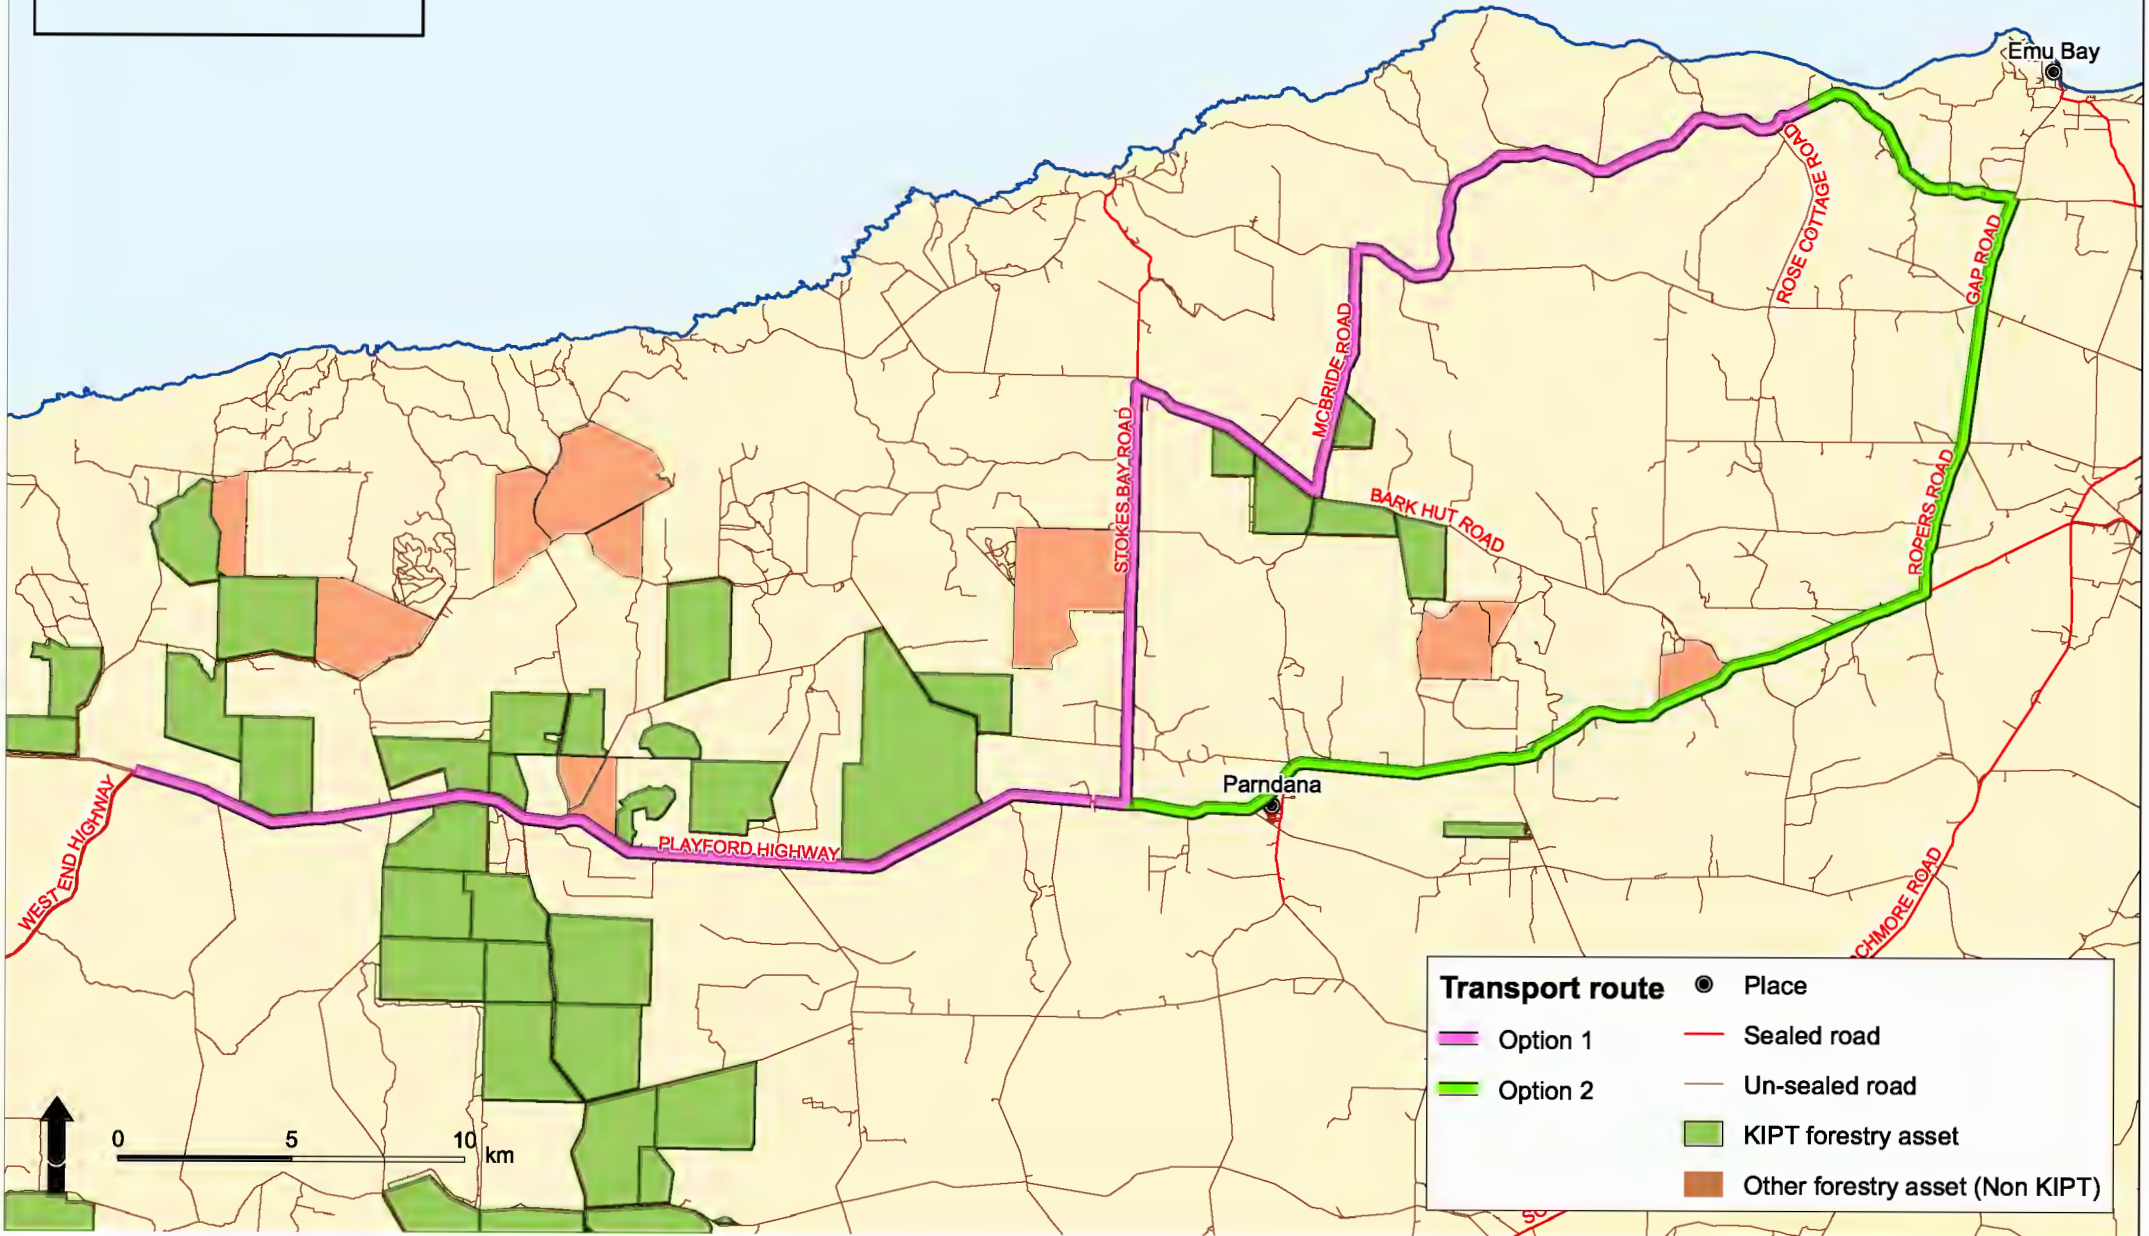 Emu Bay
ROSE COTTAGE ROAD
GAP ROAD
MCBRIDE ROAD
STOKES BAY ROAD
BARK HUT ROAD
ROPERS ROAD
Parndana
WEST END HIGHWAY
PLAYFORD HIGHWAY
CHMORE ROAD
Transport route
Option 1
Option 2
Place
Sealed road
Un-sealed road
KIPT forestry asset
Other forestry asset (Non KIPT)
0 5 10 km
SO